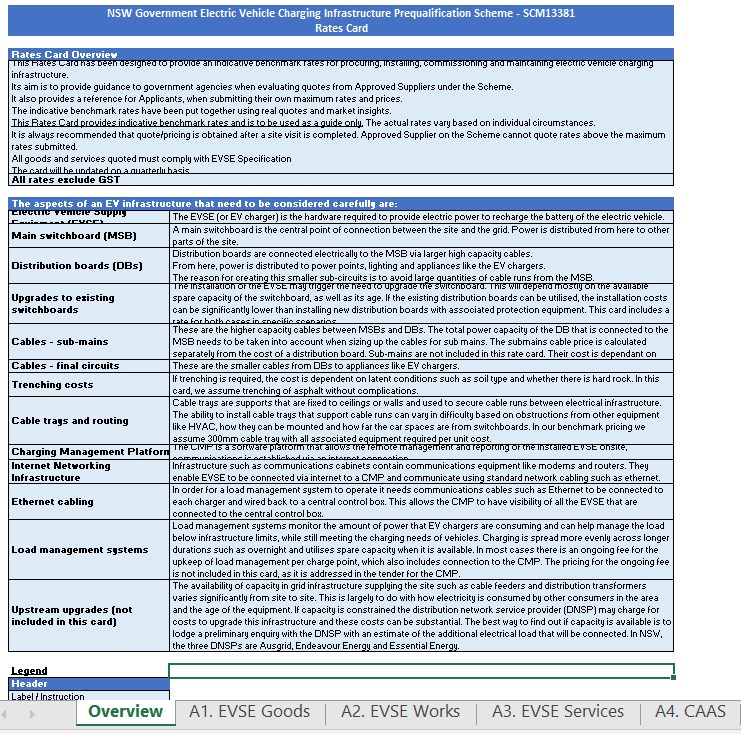 NSW Government Electric Vehicle Charging Infrastructure Prequalification Scheme - SCM13381
Rates Card
Rates Card Overview
This Rates Card has been designed to provide an indicative benchmark rates for procuring, installing, commissioning and maintaining electric vehicle charging
infrastructure.
Its aim is to provide guidance to government agencies when evaluating quotes from Approved Suppliers under the Scheme.
It also provides a reference for Applicants, when submitting their own maximum rates and prices.
The indicative benchmark rates have been put together using real quotes and market insights.
This Rates Card provides indicative benchmark rates and is to be used as a guide only. The actual rates vary based on individual circumstances.
It is always recommended that quote/pricing is obtained after a site visit is completed. Approved Supplier on the Scheme cannot quote rates above the maximum
rates submitted.
All goods and services quoted must comply with EVSE Specification
The card will be updated on a quarterly basis
All rates exclude GST
The aspects of an EV infrastructure that need to be considered carefully are:
Electric Vehicle Supply
Equipment (EVSE)
The EVSE (or EV charger) is the hardware required to provide electric power to recharge the battery of the electric vehicle.
Main switchboard (MSB)
A main switchboard is the central point of connection between the site and the grid. Power is distributed from here to other
parts of the site.
Distribution boards (DBs)
Distribution boards are connected electrically to the MSB via larger high capacity cables.
From here, power is distributed to power points, lighting and appliances like the EV chargers.
The reason for creating this smaller sub-circuits is to avoid large quantities of cable runs from the MSB.
Upgrades to existing
switchboards
The installation of the EVSE may trigger the need to upgrade the switchboard. This will depend mostly on the available
spare capacity of the switchboard, as well as its age. If the existing distribution boards can be utilised, the installation costs
can be significantly lower than installing new distribution boards with associated protection equipment. This card includes a
rate for both cases in specific scenarios
Cables - sub-mains
These are the higher capacity cables between MSBs and DBs. The total power capacity of the DB that is connected to the
MSB needs to be taken into account when sizing up the cables for sub mains. The submains cable price is calculated
separately from the cost of a distribution board. Sub-mains are not included in this rate card. Their cost is dependant on
Cables - final circuits
These are the smaller cables from DBs to appliances like EV chargers.
Trenching costs
If trenching is required, the cost is dependent on latent conditions such as soil type and whether there is hard rock. In this
card, we assume trenching of asphalt without complications.
Cable trays and routing
Cable trays are supports that are fixed to ceilings or walls and used to secure cable runs between electrical infrastructure.
The ability to install cable trays that support cable runs can vary in difficulty based on obstructions from other equipment
like HVAC, how they can be mounted and how far the car spaces are from switchboards. In our benchmark pricing we
assume 300mm cable tray with all associated equipment required per unit cost.
Charging Management Platform
The CMP is a software platform that allows the remote management and reporting of the installed EVSE onsite,
communications is established via an internet connection
Internet Networking
Infrastructure
Infrastructure such as communications cabinets contain communications equipment like modems and routers. They
enable EVSE to be connected via internet to a CMP and communicate using standard network cabling such as ethernet.
Ethernet cabling
In order for a load management system to operate it needs communications cables such as Ethernet to be connected to
each charger and wired back to a central control box. This allows the CMP to have visibility of all the EVSE that are
connected to the central control box.
Load management systems
Load management systems monitor the amount of power that EV chargers are consuming and can help manage the load
below infrastructure limits, while still meeting the charging needs of vehicles. Charging is spread more evenly across longer
durations such as overnight and utilises spare capacity when it is available. In most cases there is an ongoing fee for the
upkeep of load management per charge point, which also includes connection to the CMP. The pricing for the ongoing fee
is not included in this card, as it is addressed in the tender for the CMP.
Upstream upgrades (not
included in this card)
The availability of capacity in grid infrastructure supplying the site such as cable feeders and distribution transformers
varies significantly from site to site. This is largely to do with how electricity is consumed by other consumers in the area
and the age of the equipment. If capacity is constrained the distribution network service provider (DNSP) may charge for
costs to upgrade this infrastructure and these costs can be substantial. The best way to find out if capacity is available is to
lodge a preliminary enquiry with the DNSP with an estimate of the additional electrical load that will be connected. In NSW,
the three DNSPs are Ausgrid, Endeavour Energy and Essential Energy.
Legend
Header
Label / Instruction
Overview
A1. EVSE Goods
A2. EVSE Works
A3. EVSE Services
A4. CAAS